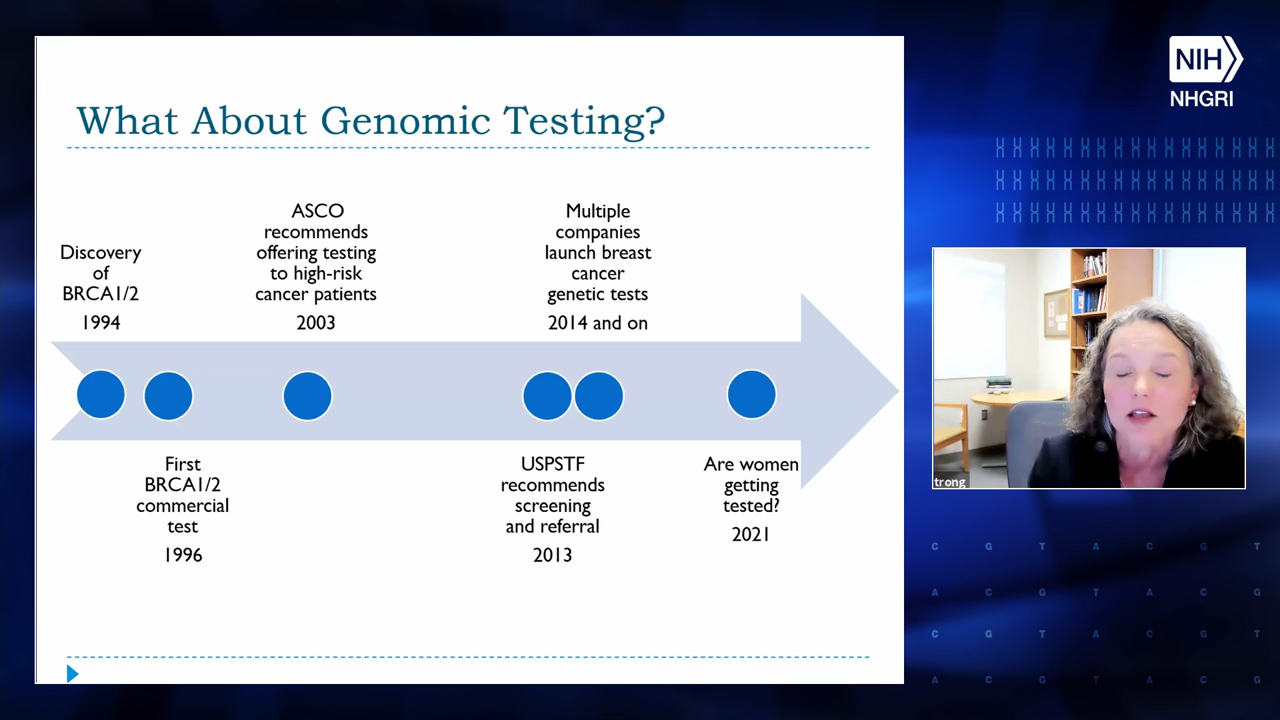 What About Genomic Testing?
Discovery
of
BRCA1/2
1994
First
BRCA1/2
commercial
test
1996
ASCO
recommends
offering testing
to high-risk
cancer patients
2003
USPSTF
recommends
screening
and referral
2013
Multiple
companies
launch breast
cancer
genetic tests
2014 and on
Are women
getting
tested?
2021
NIH
NHGRI
trong
C G T A C G T
A C G T A C G
C G T A C G T
A C G T A C G